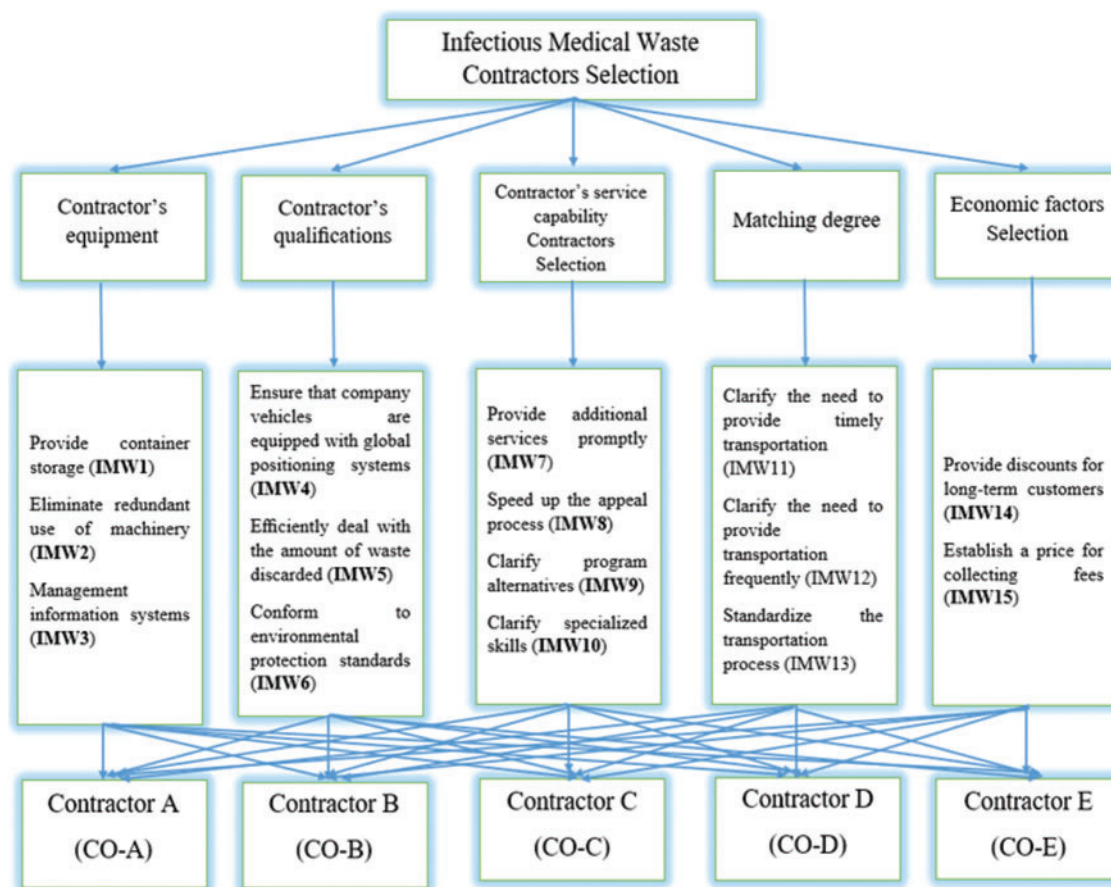 Infectious Medical Waste
Contractors Selection
Contractor's
equipment
Contractor's
qualifications
Contractor's service
capability
Contractors
Selection
Matching degree
Economic factors
Selection
Provide container
storage (IMW1)
Eliminate redundant
use of machinery
(IMW2)
Management
information systems
(IMW3)
Ensure that company
vehicles are
equipped with global
positioning systems
(IMW4)
Efficiently deal with
the amount of waste
discarded (IMW5)
Conform to
environmental
protection standards
(IMW6)
Provide additional
services promptly
(IMW7)
Speed up the appeal
process (IMW8)
Clarify program
alternatives (IMW9)
Clarify specialized
skills (IMW10)
Clarify the need to
provide timely
transportation
(IMW11)
Clarify the need to
provide
transportation
frequently (IMW12)
Standardize the
transportation
process (IMW13)
Provide discounts for
long-term customers
(IMW14)
Establish a price for
collecting fees
(IMW15)
Contractor A
(CO-A)
Contractor B
(CO-B)
Contractor C
(CO-C)
Contractor D
(CO-D)
Contractor E
(CO-E)